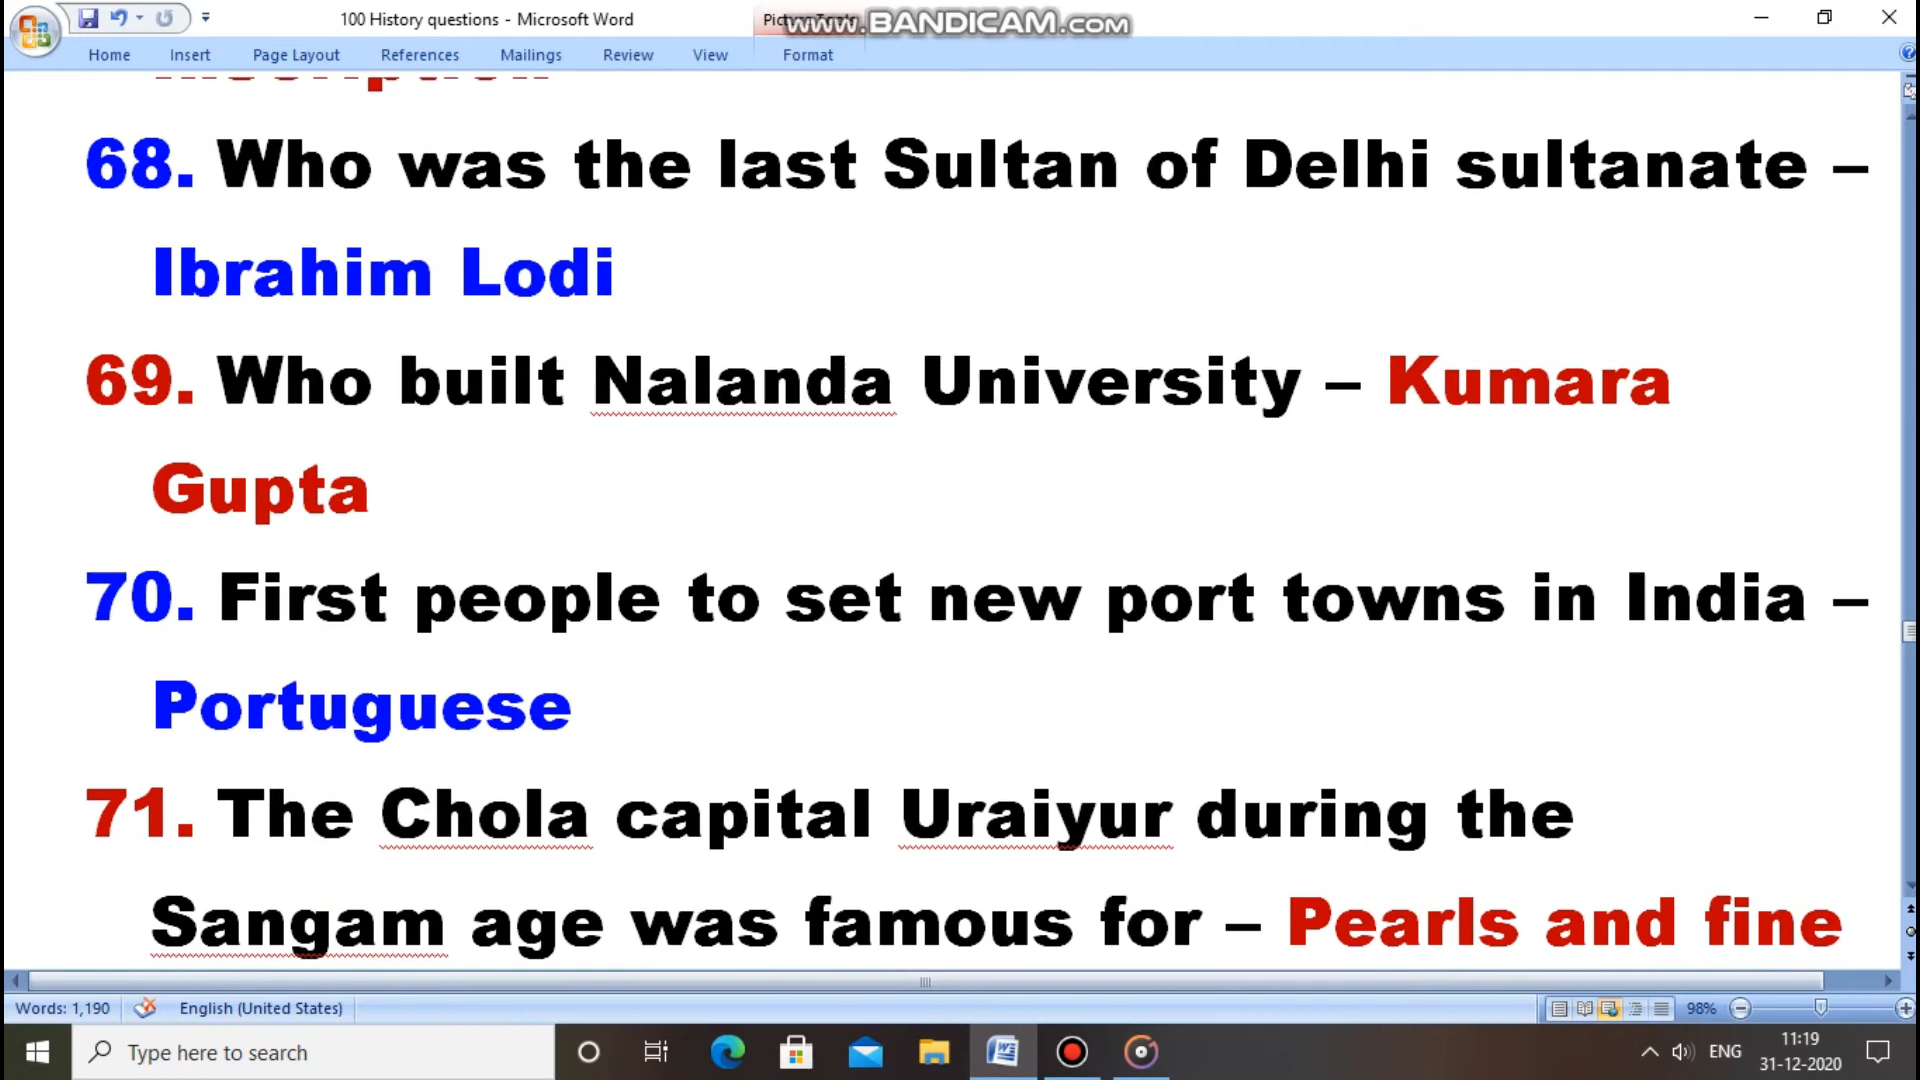 100 History questions - Microsoft Word
www.BANDICAM.com
Home Insert Page Layout References Mailings Review View Format
68. Who was the last Sultan of Delhi sultanate –
Ibrahim Lodi
69. Who built Nalanda University – Kumara
Gupta
70. First people to set new port towns in India –
Portuguese
71. The Chola capital Uraiyur during the
Sangam age was famous for – Pearls and fine
Words: 1,190 English (United States) 98%
Type here to search ENG 11:19
31-12-2020